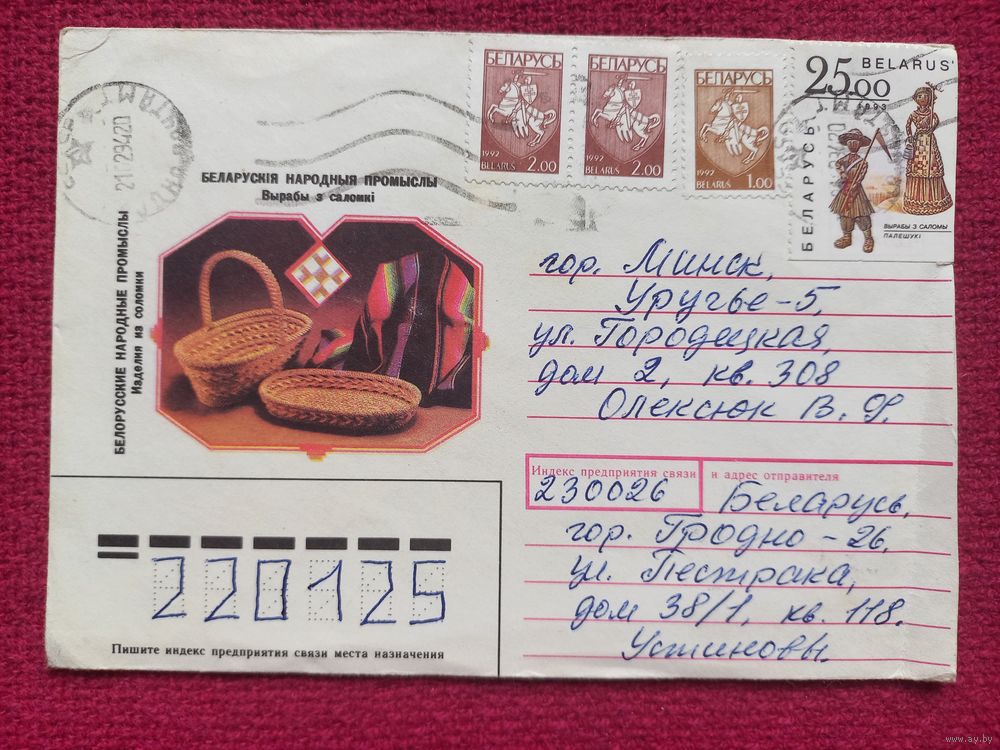 БЕЛАРУСЬ
1992
BELARUS 2.00
БЕЛАРУСЬ
1992
BELARUS 2.00
БЕЛАРУСЬ
1992
BELARUS 1.00
25.00 BELARUS
1993
БЕЛАРУСЬ
ВЫРАБЫ З САЛОМЫ
ПАЛЕШУКІ
БЕЛАРУСКІЯ НАРОДНЫЯ ПРОМЫСЛЫ
Вырабы з саломкі
БЕЛОРУССКИЕ НАРОДНЫЕ ПРОМЫСЛЫ
Изделия из соломки
гор. Минск,
Уручье-5,
ул. Городецкая,
дом 2, кв. 308
Олексюк В. Ф.
Индекс предприятия связи и адрес отправителя
230026 Беларусь,
гор. Гродно - 26,
ул. Пестрака,
дом 38/1, кв. 118.
Устиновы.
220125
Пишите индекс предприятия связи места назначения
www.ay.by